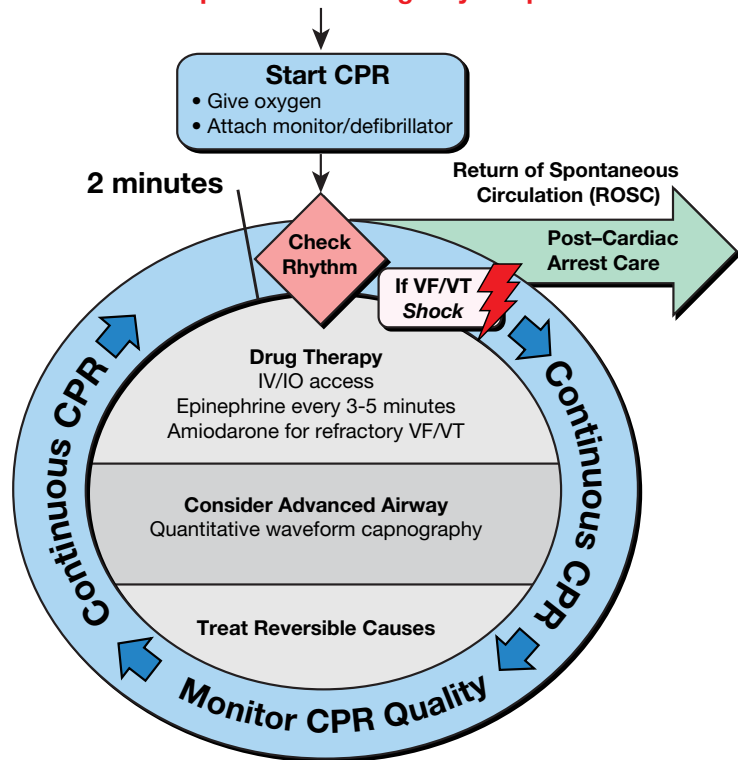 Start CPR
• Give oxygen
• Attach monitor/defibrillator
2 minutes
Return of Spontaneous
Circulation (ROSC)
Check
Rhythm
Post–Cardiac
Arrest Care
If VF/VT
Shock
Drug Therapy
IV/IO access
Epinephrine every 3-5 minutes
Amiodarone for refractory VF/VT
Consider Advanced Airway
Quantitative waveform capnography
Treat Reversible Causes
Continuous CPR
Continuous CPR
Monitor CPR Quality